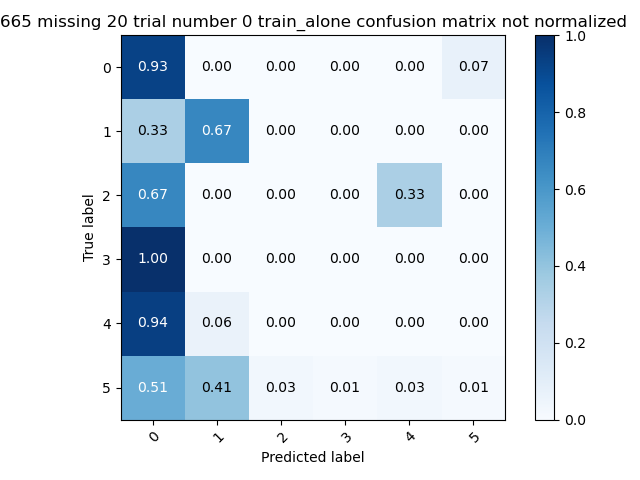 665 missing 20 trial number 0 train_alone confusion matrix not normalized
0 0.93 0.00 0.00 0.00 0.00 0.07
1 0.33 0.67 0.00 0.00 0.00 0.00
2 0.67 0.00 0.00 0.00 0.33 0.00
3 1.00 0.00 0.00 0.00 0.00 0.00
4 0.94 0.06 0.00 0.00 0.00 0.00
5 0.51 0.41 0.03 0.01 0.03 0.01
0 1 2 3 4 5
Predicted label
True label
1.0
0.8
0.6
0.4
0.2
0.0